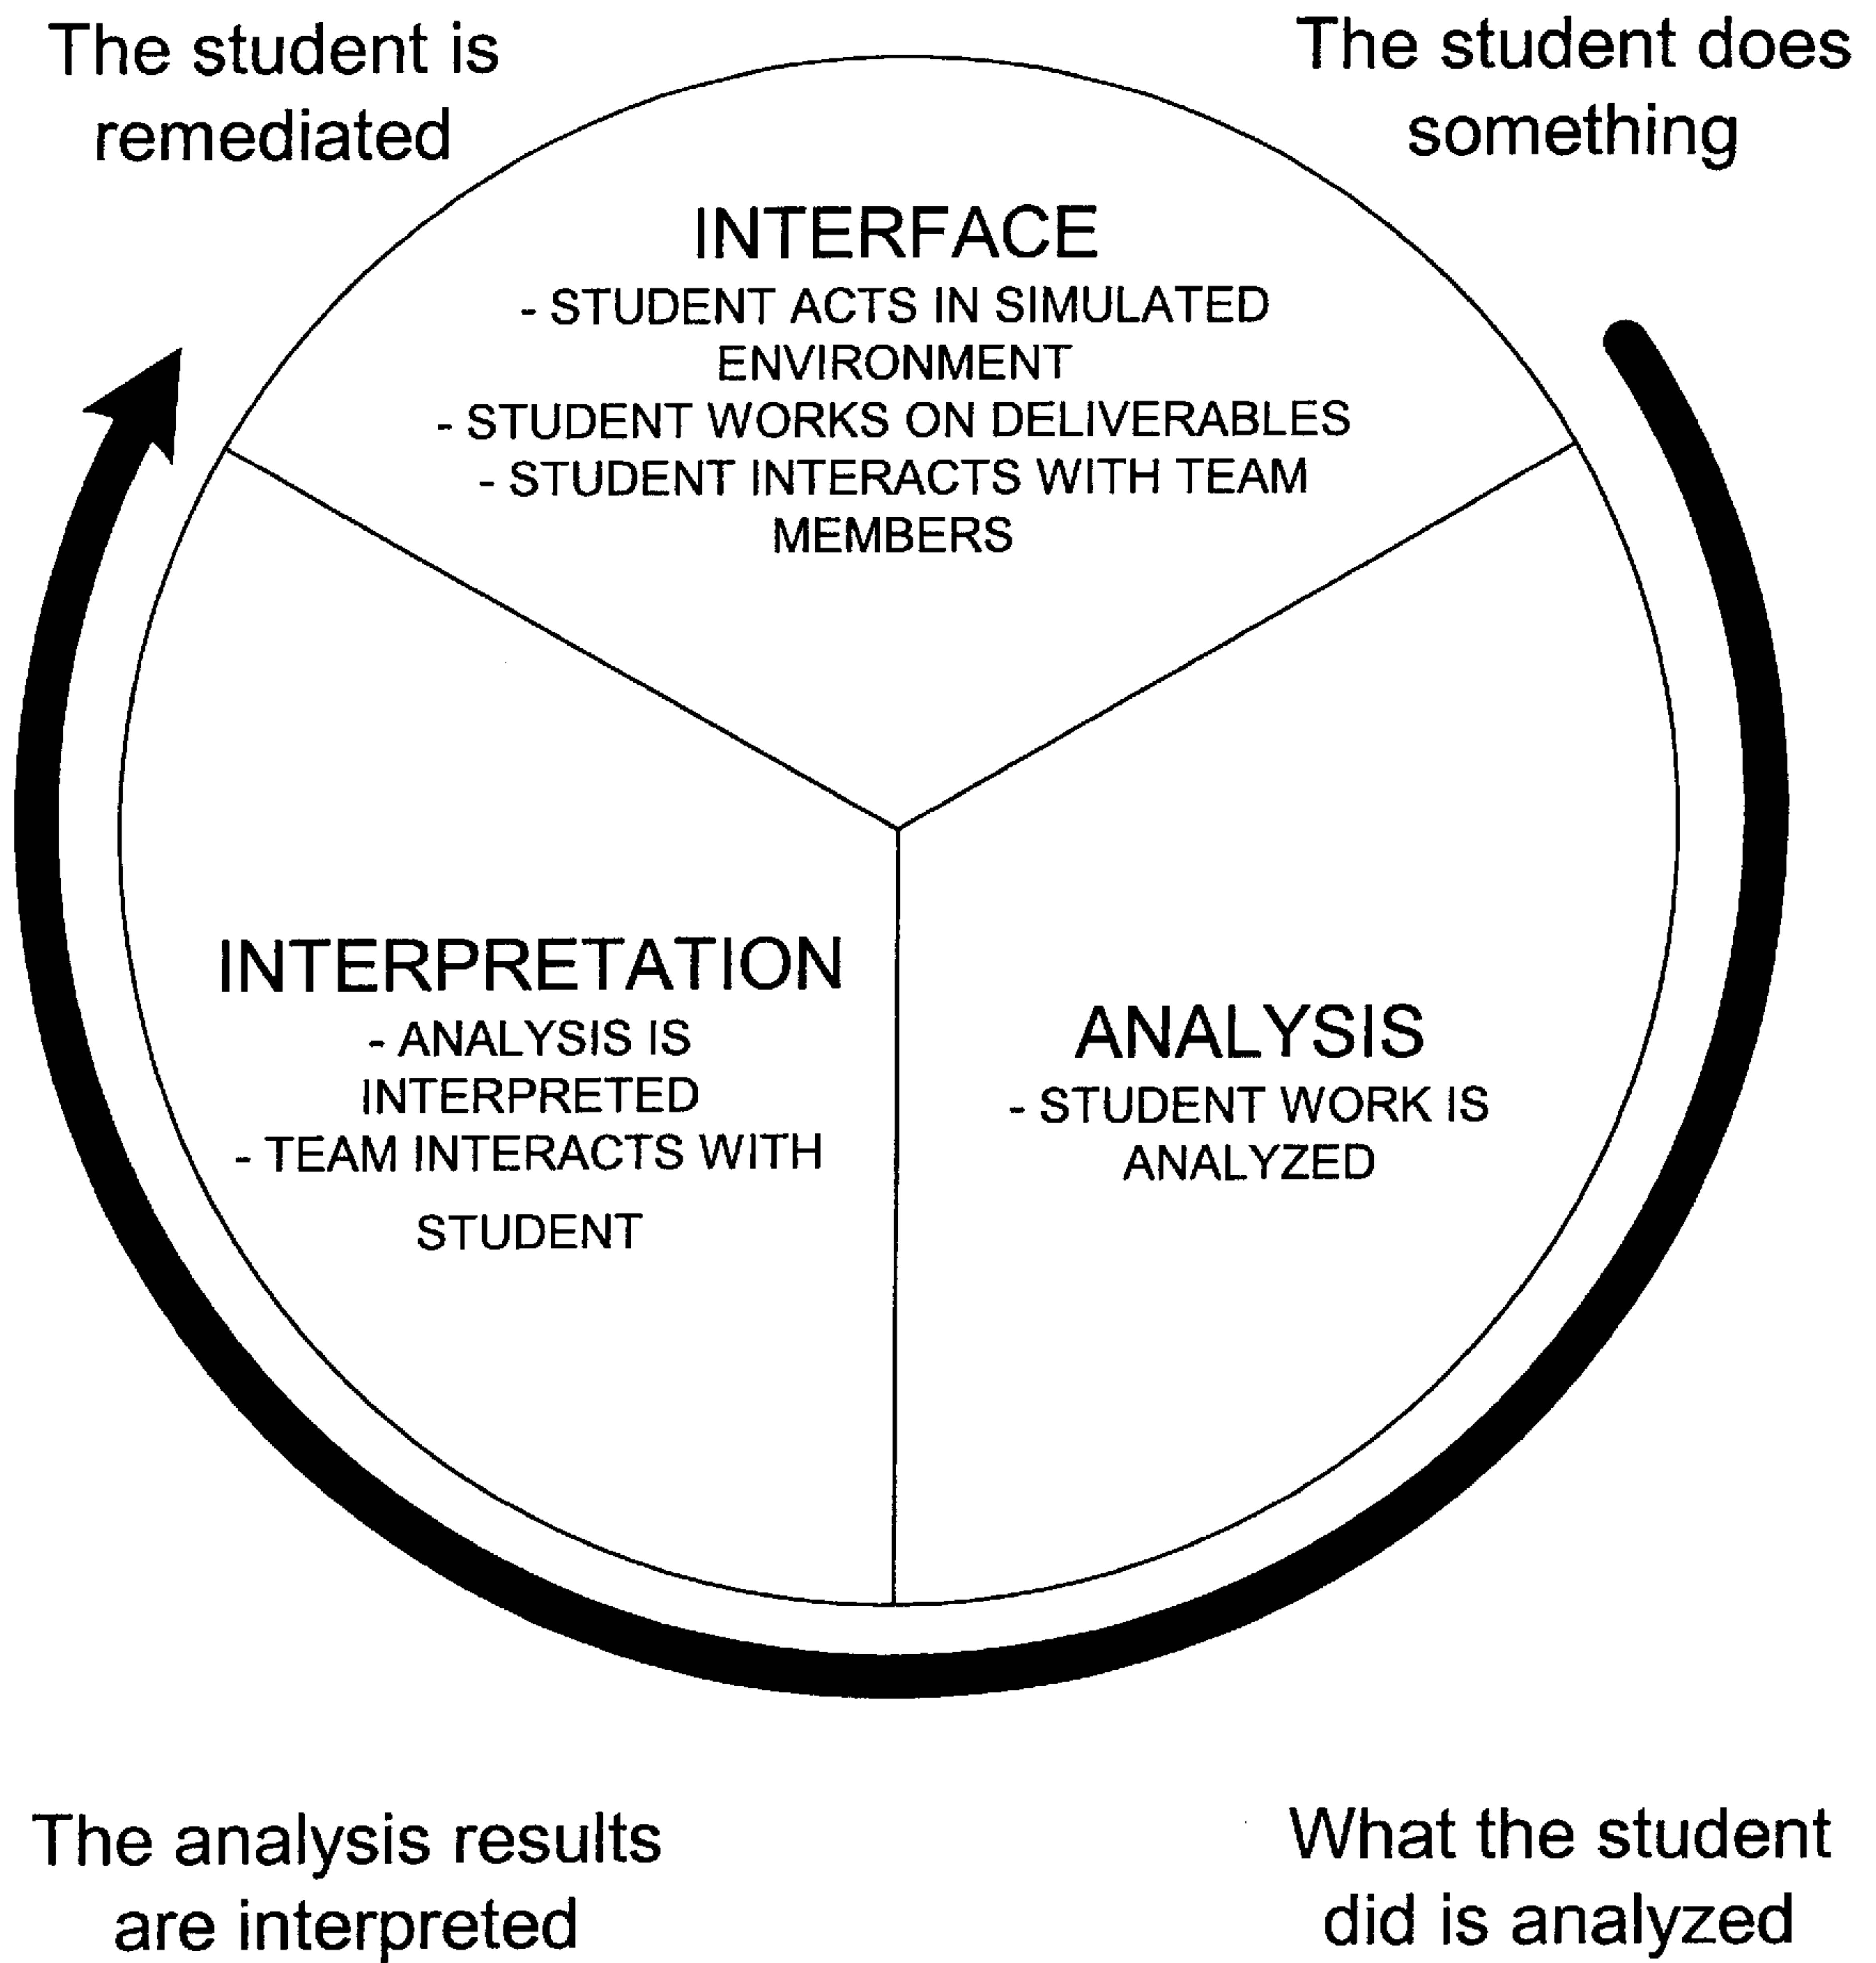 The student is
remediated
The student does
something
INTERFACE
- STUDENT ACTS IN SIMULATED
ENVIRONMENT
- STUDENT WORKS ON DELIVERABLES
- STUDENT INTERACTS WITH TEAM
MEMBERS
INTERPRETATION
- ANALYSIS IS
INTERPRETED
- TEAM INTERACTS WITH
STUDENT
ANALYSIS
- STUDENT WORK IS
ANALYZED
The analysis results
are interpreted
What the student
did is analyzed